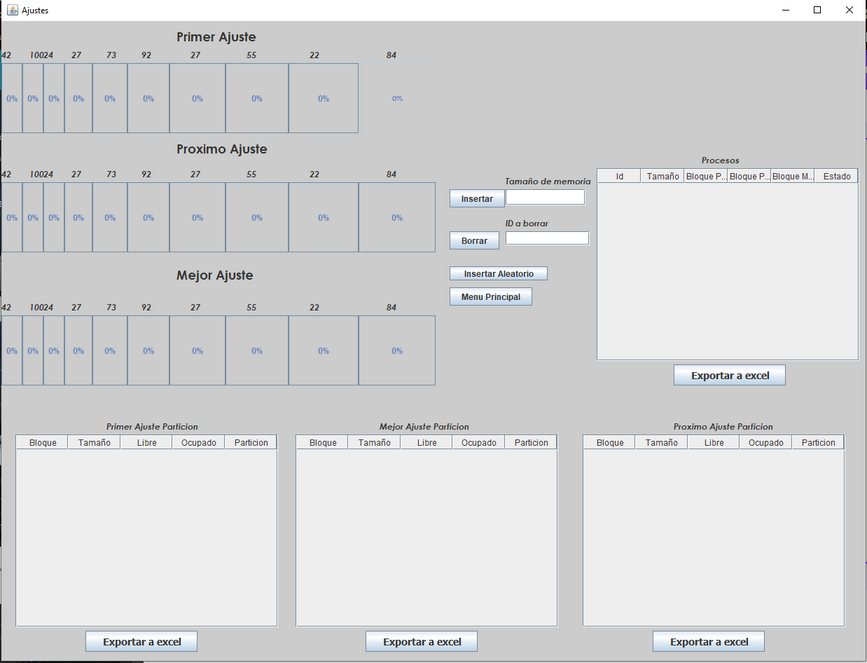 Ajustes
Primer Ajuste
42 10024 27 73 92 27 55 22 84
0% 0% 0% 0% 0% 0% 0% 0% 0% 0%
Proximo Ajuste
42 10024 27 73 92 27 55 22 84
0% 0% 0% 0% 0% 0% 0% 0% 0% 0%
Mejor Ajuste
42 10024 27 73 92 27 55 22 84
0% 0% 0% 0% 0% 0% 0% 0% 0% 0%
Tamaño de memoria
Insertar
ID a borrar
Borrar
Insertar Aleatorio
Menu Principal
Procesos
Id Tamaño Bloque P... Bloque P... Bloque M... Estado
Exportar a excel
Primer Ajuste Particion
Bloque Tamaño Libre Ocupado Particion
Exportar a excel
Mejor Ajuste Particion
Bloque Tamaño Libre Ocupado Particion
Exportar a excel
Proximo Ajuste Particion
Bloque Tamaño Libre Ocupado Particion
Exportar a excel